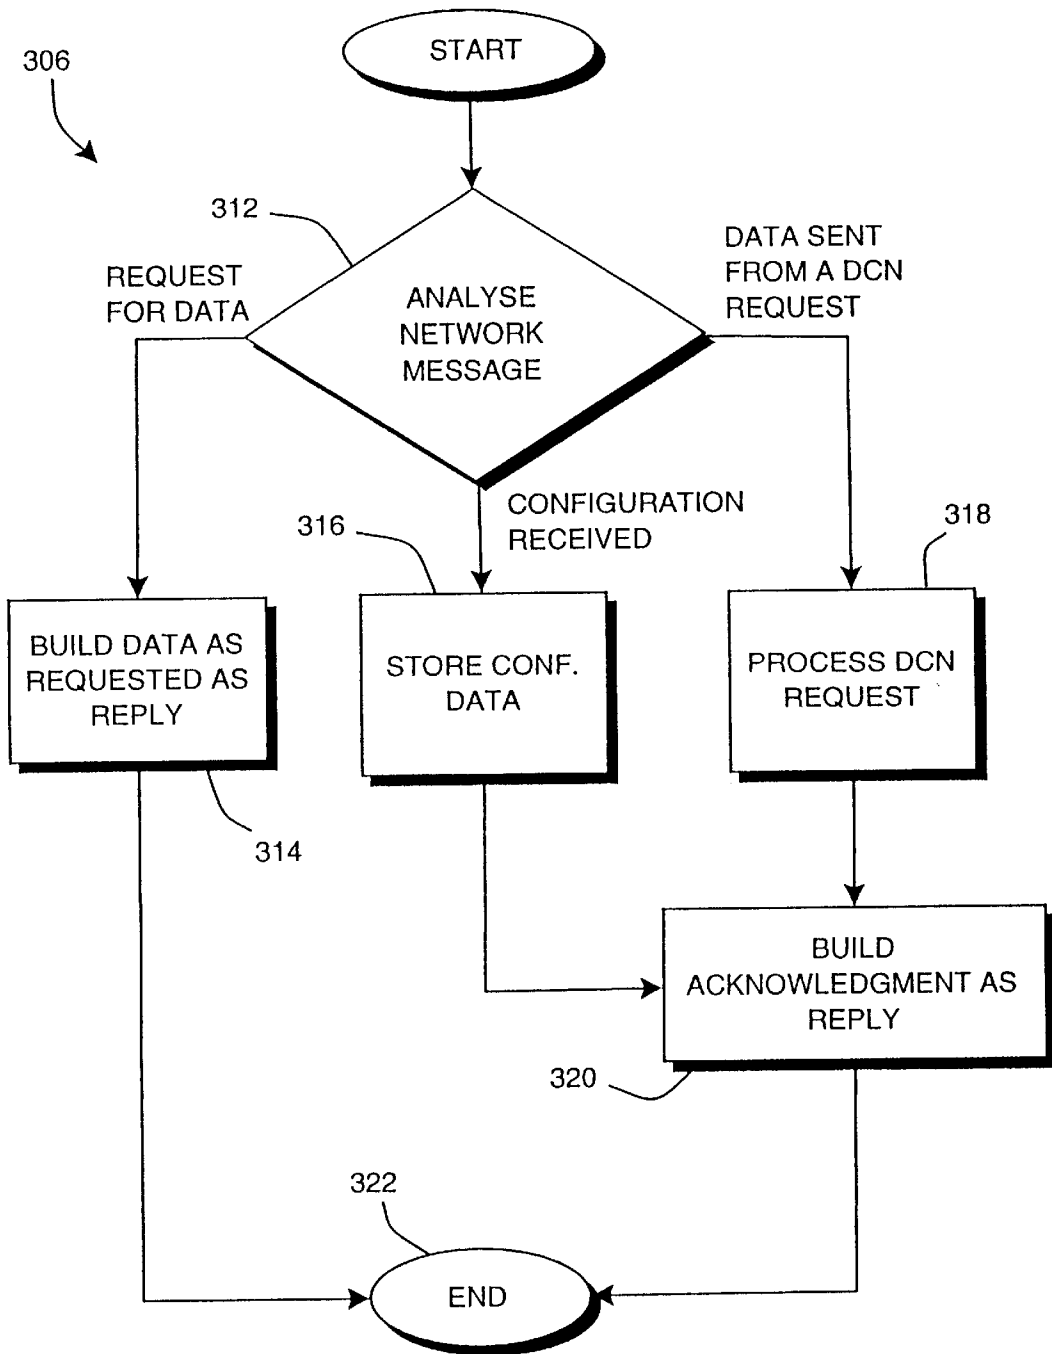 START
306
312
REQUEST
FOR DATA
ANALYSE
NETWORK
MESSAGE
DATA SENT
FROM A DCN
REQUEST
CONFIGURATION
RECEIVED
316
318
BUILD DATA AS
REQUESTED AS
REPLY
STORE CONF.
DATA
PROCESS DCN
REQUEST
314
BUILD
ACKNOWLEDGMENT AS
REPLY
320
322
END